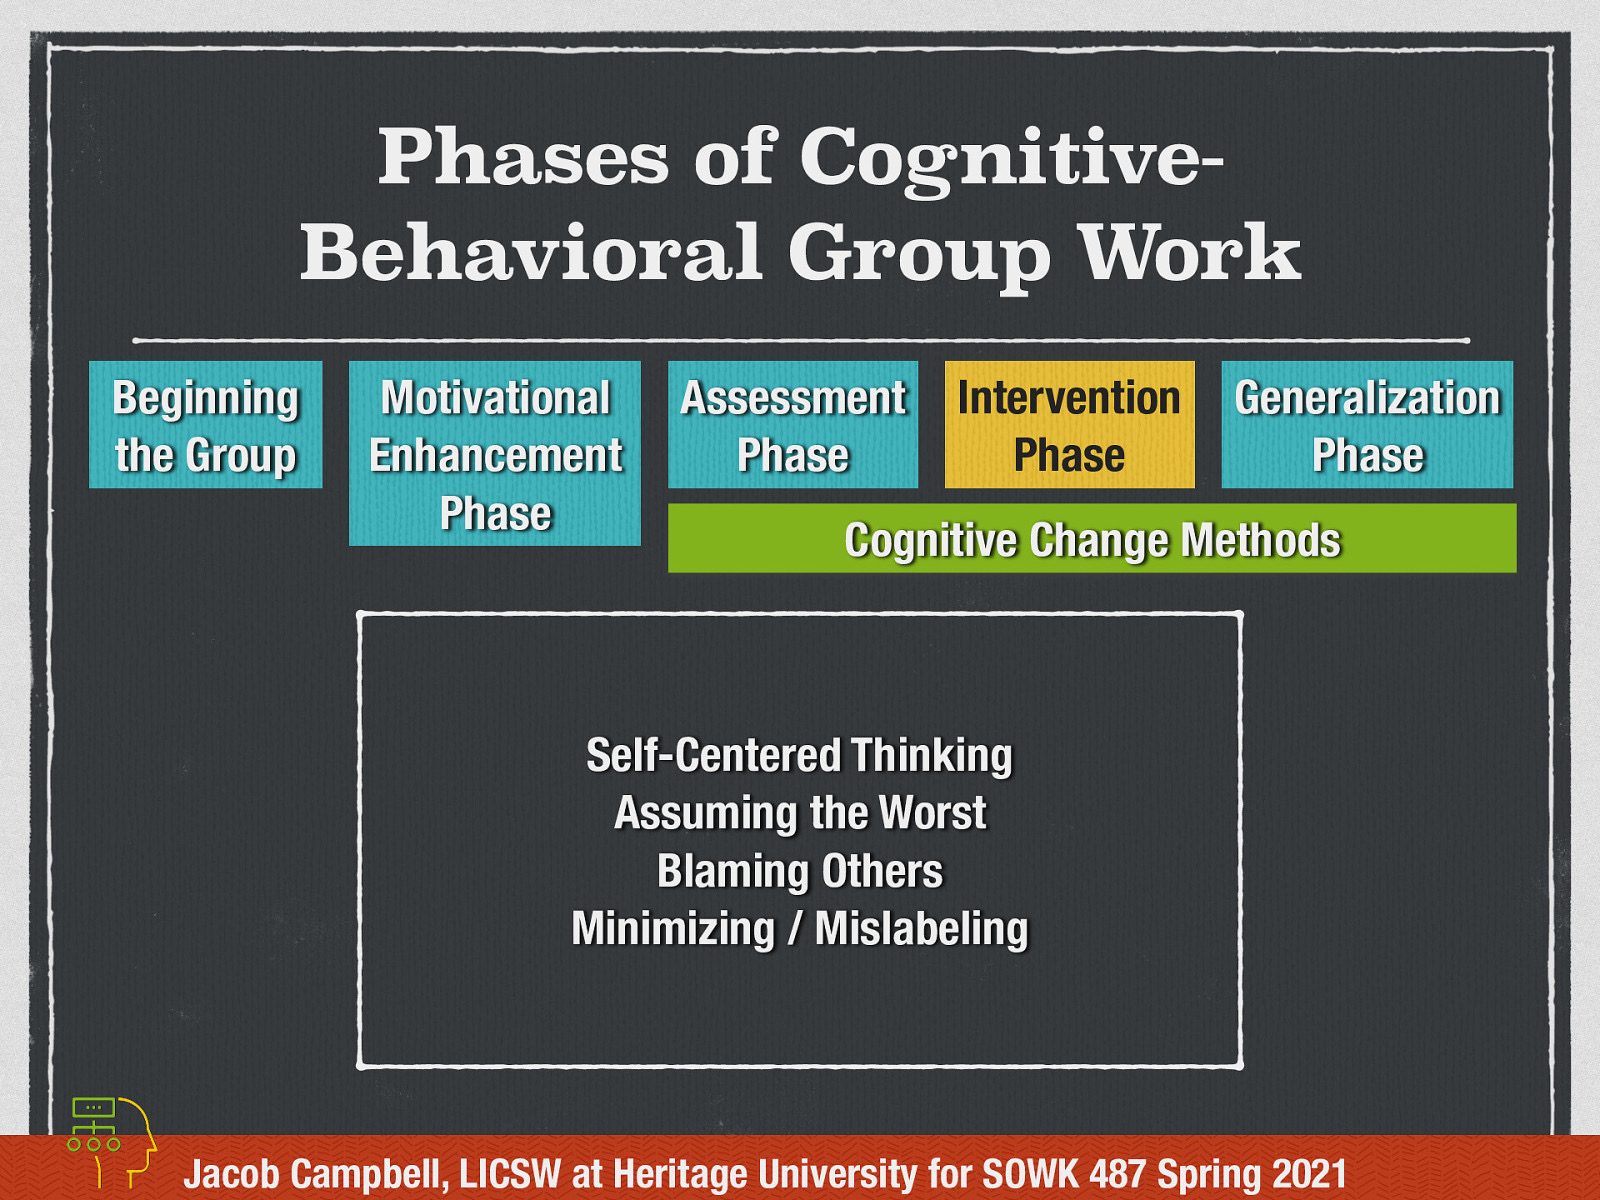 Phases of Cognitive-
Behavioral Group Work
Beginning
the Group
Motivational
Enhancement
Phase
Assessment
Phase
Intervention
Phase
Generalization
Phase
Cognitive Change Methods
Self-Centered Thinking
Assuming the Worst
Blaming Others
Minimizing / Mislabeling
Jacob Campbell, LICSW at Heritage University for SOWK 487 Spring 2021